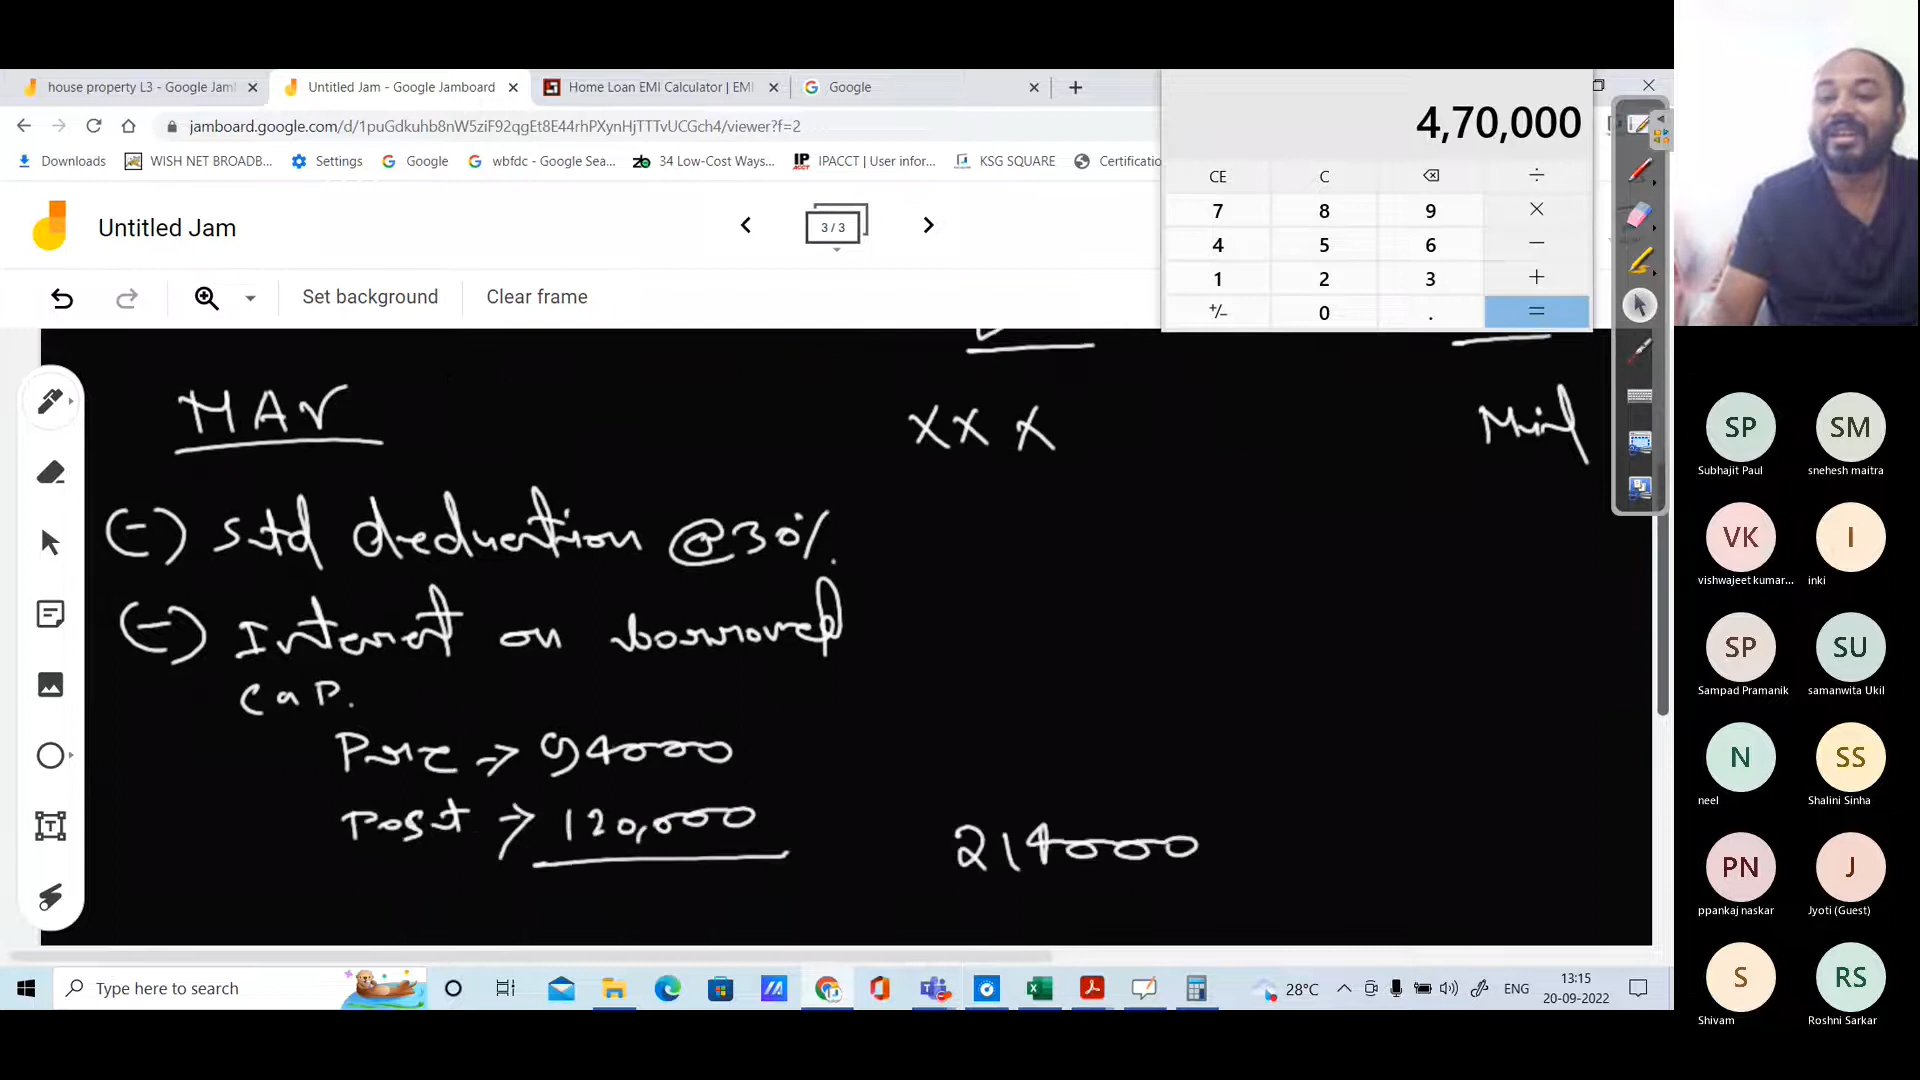 house property L3 - Google Jam
Untitled Jam - Google Jamboard
Home Loan EMI Calculator | EMI
Google
jamboard.google.com/d/1puGdkuhb8nW5ziF92qgEt8E44rhPXynHjTTTvUCGch4/viewer?f=2
Downloads
WISH NET BROADB...
Settings
Google
wbfdc - Google Sea...
34 Low-Cost Ways...
IPACCT | User infor...
KSG SQUARE
Certificatio
4,70,000
CE C ⌫ ÷
7 8 9 ×
4 5 6 −
1 2 3 +
+/− 0 . =
Untitled Jam
3 / 3
Set background
Clear frame
XXX
(-) Std deduction @30%.
(-) Interest on borrowed
cap.
Pre → 94000
Post → 120,000
214000
SP
Subhajit Paul
SM
snehesh maitra
VK
vishwajeet kumar...
I
inki
SP
Sampad Pramanik
SU
samanwita Ukil
N
neel
SS
Shalini Sinha
PN
ppankaj naskar
J
Jyoti (Guest)
S
Shivam
RS
Roshni Sarkar
Type here to search
28°C
ENG
13:15
20-09-2022